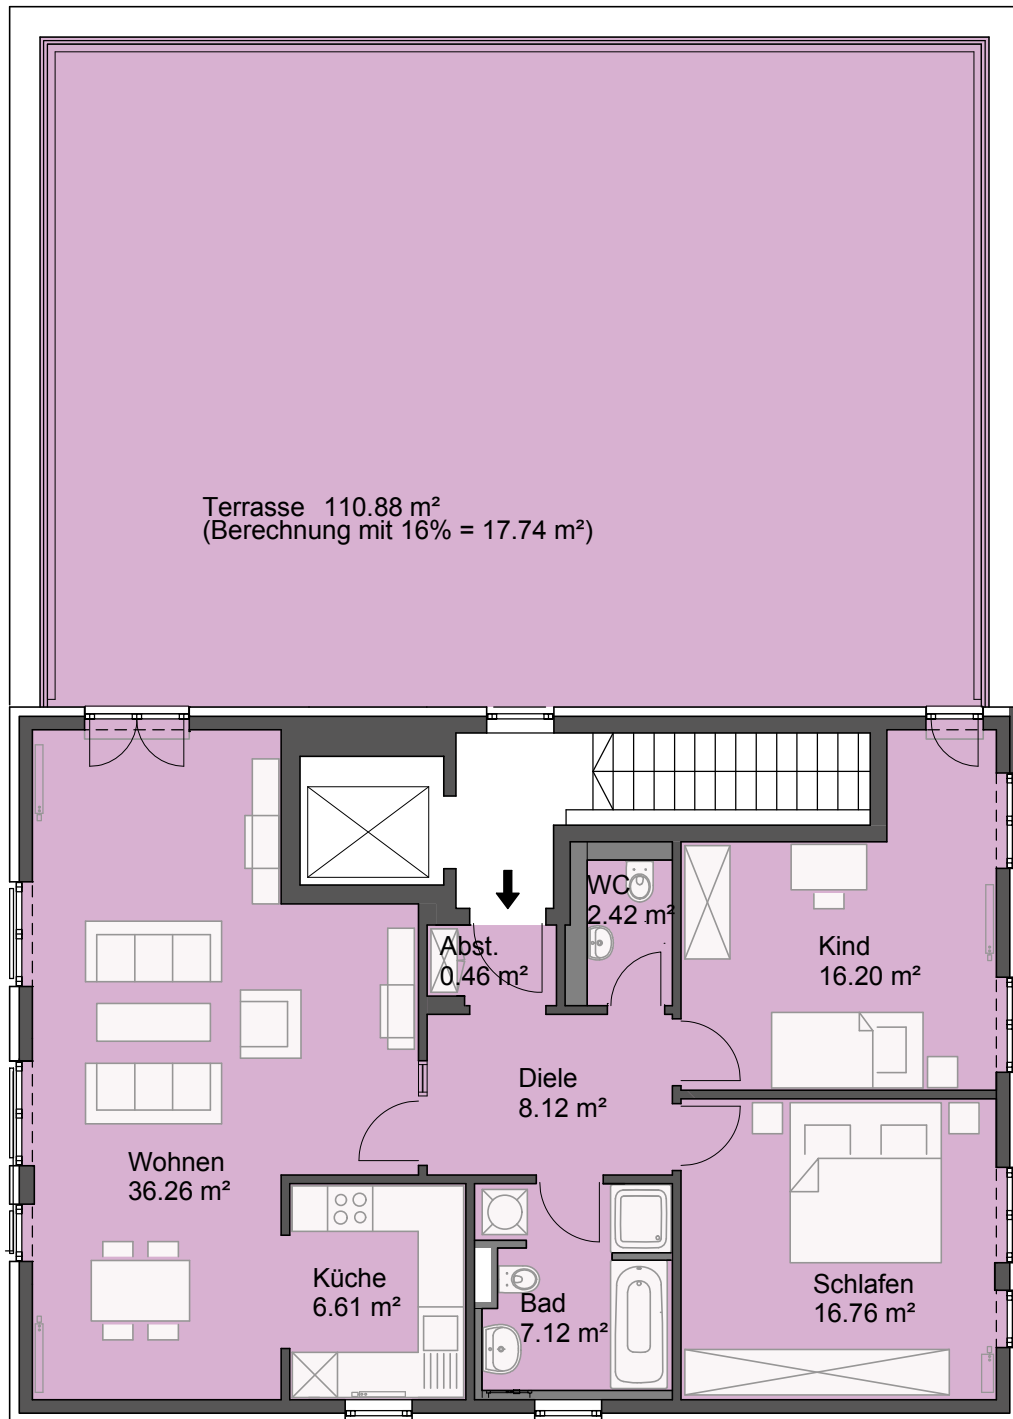 Terrasse 110.88 m²
(Berechnung mit 16% = 17.74 m²)
WC
2.42 m²
Abst.
0.46 m²
Kind
16.20 m²
Diele
8.12 m²
Wohnen
36.26 m²
Küche
6.61 m²
Bad
7.12 m²
Schlafen
16.76 m²